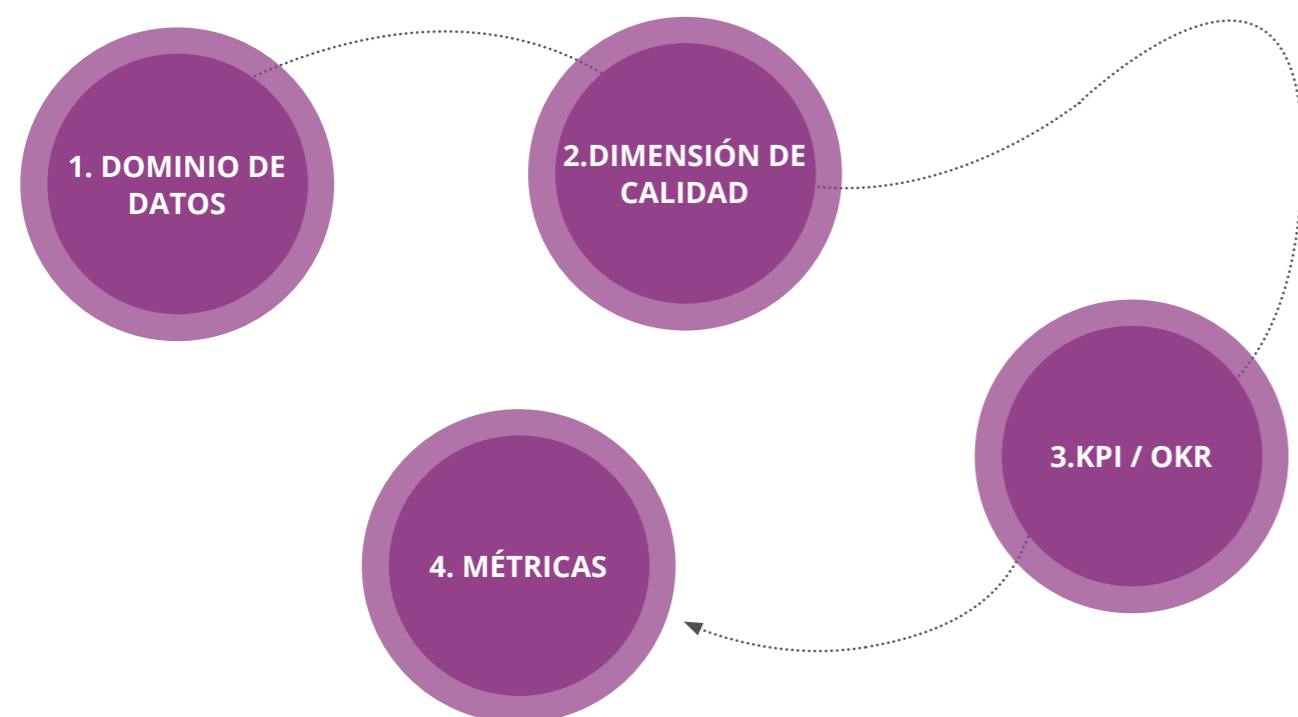 1. DOMINIO DE
DATOS
2.DIMENSIÓN DE
CALIDAD
3.KPI / OKR
4. MÉTRICAS